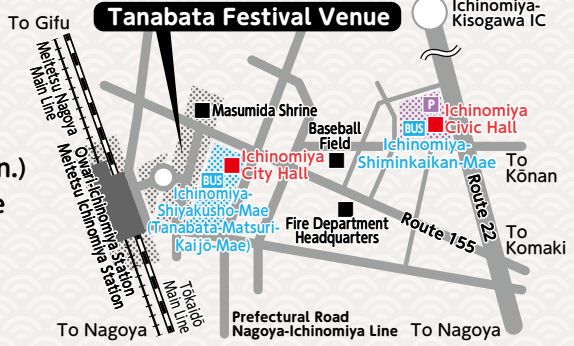 Tanabata Festival Venue
Ichinomiya-
Kisogawa IC
To Gifu
Meitetsu Nagoya
Main Line
Masumida Shrine
P
Ichinomiya
Civic Hall
BUS
Ichinomiya-
Shiminkaikan-Mae
Baseball
Field
n.)
e
Ichinomiya
City Hall
BUS
Ichinomiya-
Shiyakusho-Mae
(Tanabata-Matsuri-
Kaijō-Mae)
To
Kōnan
Owari-Ichinomiya Station
Meitetsu Ichinomiya Station
Fire Department
Headquarters
Route 155
Route 22
To
Komaki
Tōkaidō
Main Line
To Nagoya
Prefectural Road
Nagoya-Ichinomiya Line
To Nagoya